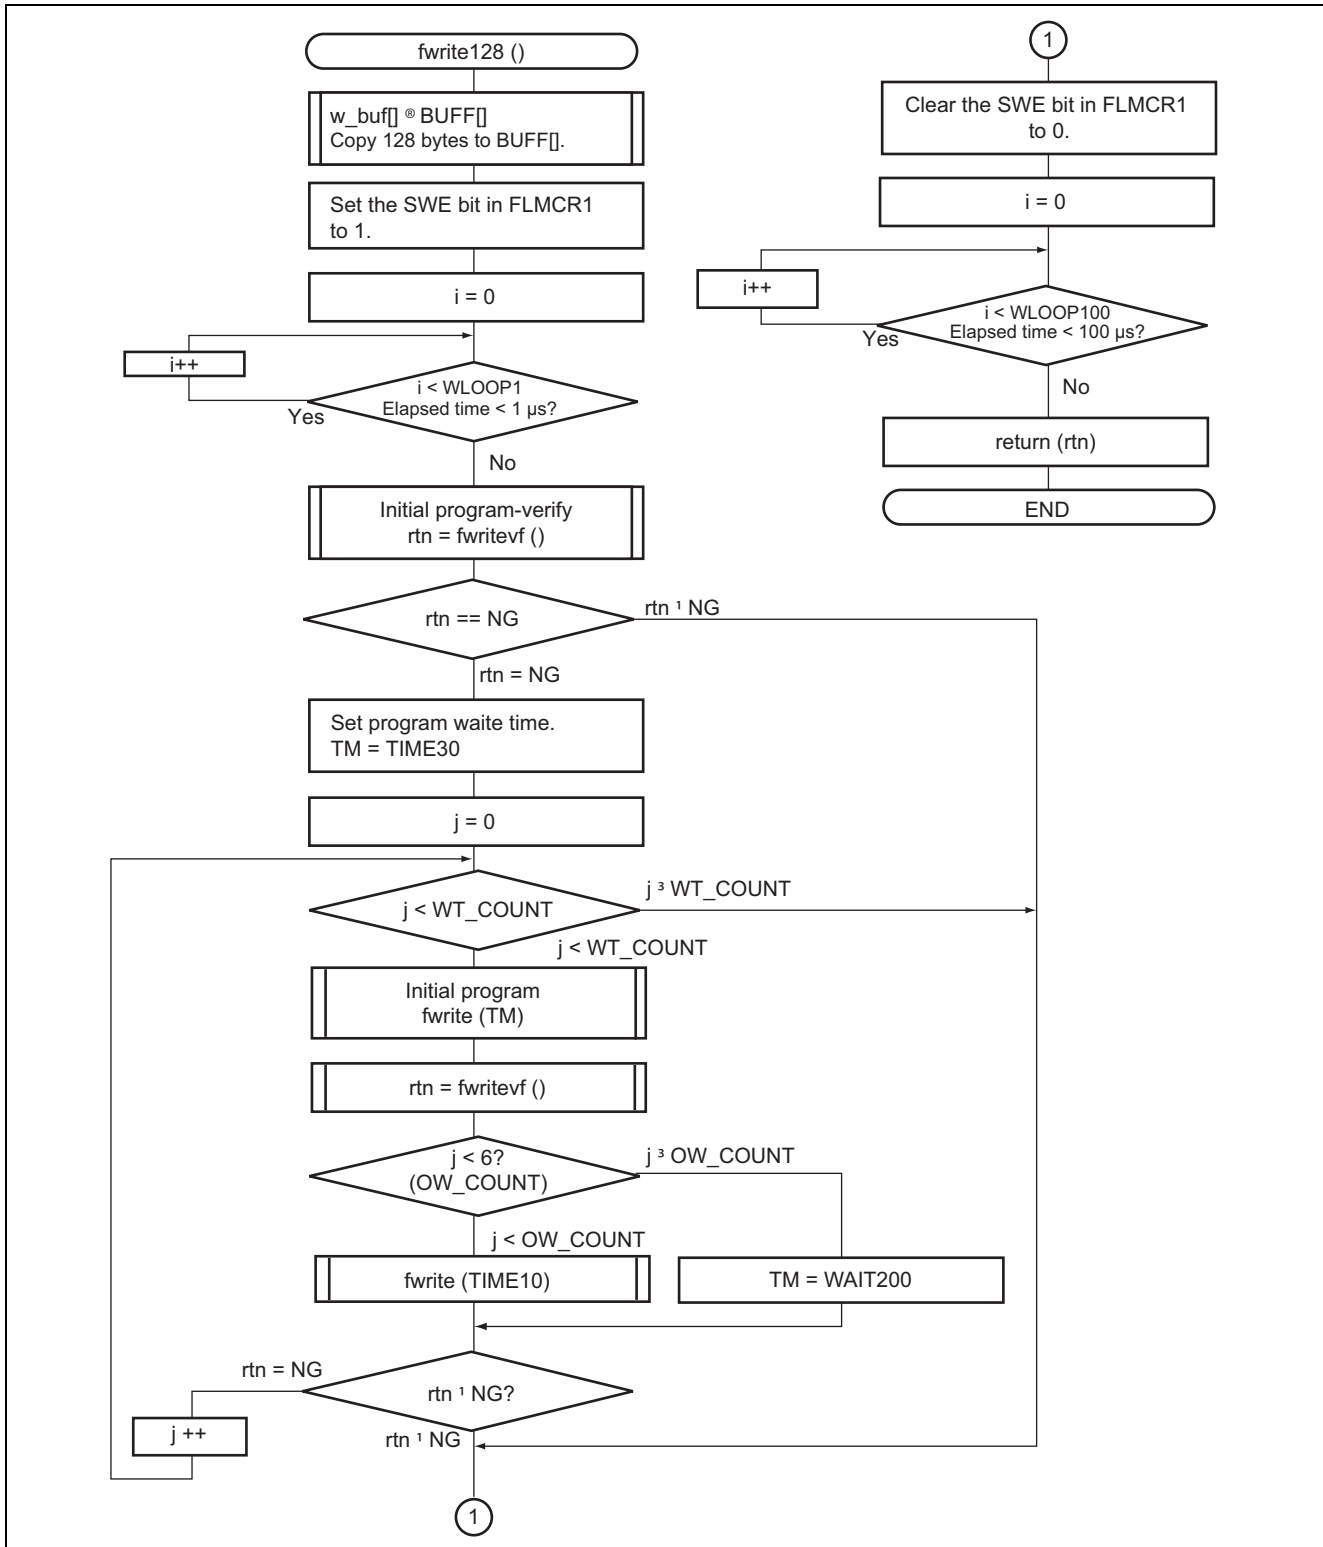 fwrite128 ()
w_buf[] ® BUFF[]
Copy 128 bytes to BUFF[].
Set the SWE bit in FLMCR1
to 1.
i = 0
i++
i < WLOOP1
Elapsed time < 1 µs?
Yes
No
Initial program-verify
rtn = fwritevf ()
rtn == NG
rtn ¹ NG
rtn = NG
Set program waite time.
TM = TIME30
j = 0
j < WT_COUNT
j ³ WT_COUNT
j < WT_COUNT
Initial program
fwrite (TM)
rtn = fwritevf ()
j < 6?
(OW_COUNT)
j ³ OW_COUNT
j < OW_COUNT
fwrite (TIME10)
TM = WAIT200
rtn = NG
rtn ¹ NG?
j ++
rtn ¹ NG
1
1
Clear the SWE bit in FLMCR1
to 0.
i = 0
i++
i < WLOOP100
Elapsed time < 100 µs?
Yes
No
return (rtn)
END